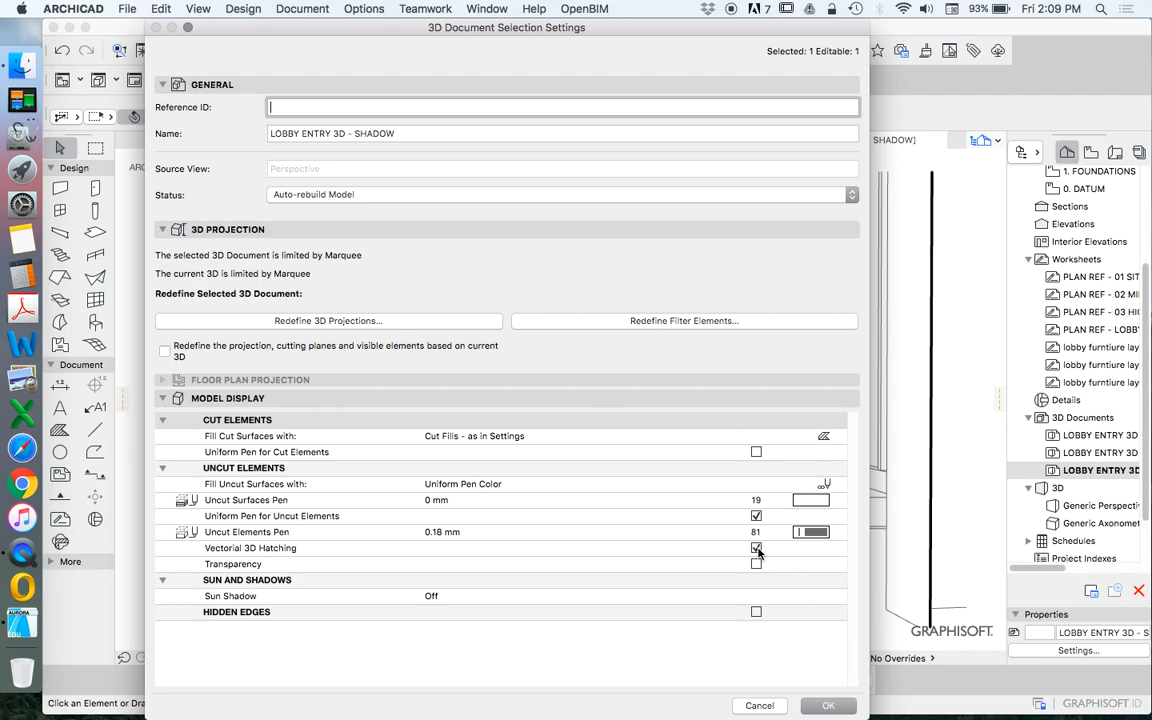 ARCHICAD File Edit View Design Document Options Teamwork Window Help OpenBIM 7 93% Fri 2:09 PM
3D Document Selection Settings
Selected: 1 Editable: 1
GENERAL
Reference ID:
Name: LOBBY ENTRY 3D - SHADOW
SHADOW]
ARC
Source View: Perspective
Status: Auto-rebuild Model
3D PROJECTION
The selected 3D Document is limited by Marquee
The current 3D is limited by Marquee
Redefine Selected 3D Document:
Redefine 3D Projections... Redefine Filter Elements...
Redefine the projection, cutting planes and visible elements based on current
3D
FLOOR PLAN PROJECTION
MODEL DISPLAY
CUT ELEMENTS
Fill Cut Surfaces with: Cut Fills - as in Settings
Uniform Pen for Cut Elements
UNCUT ELEMENTS
Fill Uncut Surfaces with: Uniform Pen Color
Uncut Surfaces Pen 0 mm 19
Uniform Pen for Uncut Elements
Uncut Elements Pen 0.18 mm 81
Vectorial 3D Hatching
Transparency
SUN AND SHADOWS
Sun Shadow Off
HIDDEN EDGES
Cancel OK
Design
Document
More
AURORA
EDU
Click an Element or Dra
1. FOUNDATIONS
0. DATUM
Sections
Elevations
Interior Elevations
Worksheets
PLAN REF - 01 SIT
PLAN REF - 02 MI
PLAN REF - 03 HI
PLAN REF - LOBB
lobby furntiure lay
lobby furntiure lay
lobby furntiure lay
Details
3D Documents
LOBBY ENTRY 3D
LOBBY ENTRY 3D
LOBBY ENTRY 3D
3D
Generic Perspecti
Generic Axonomet
Schedules
Project Indexes
Properties
LOBBY ENTRY 3D - S
Settings...
GRAPHISOFT.
No Overrides
GRAPHISOFT ID